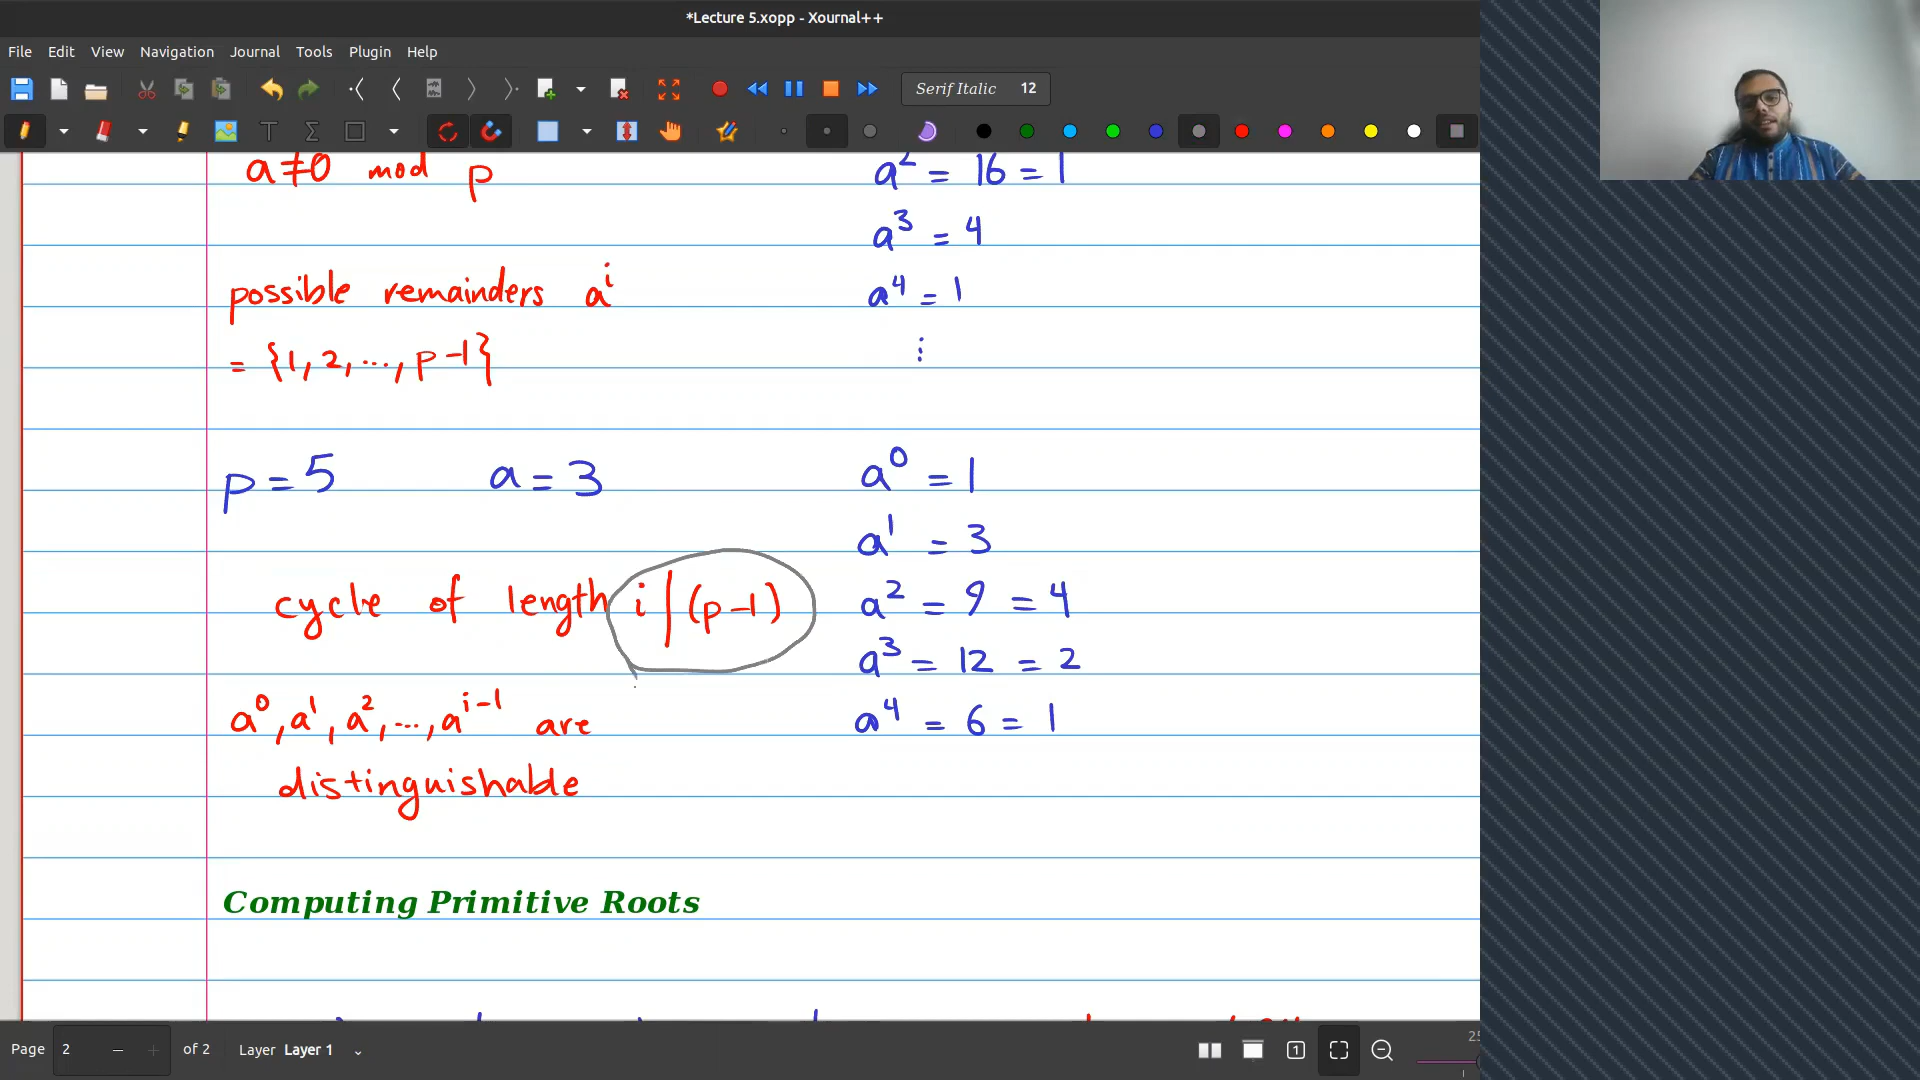 *Lecture 5.xopp - Xournal++
File Edit View Navigation Journal Tools Plugin Help
Serif Italic 12
a≠0 mod p
a² = 16 = 1
a³ = 4
possible remainders aⁱ
a⁴ = 1
= {1, 2, ..., p-1}
⋮
p = 5 a = 3 a⁰ = 1
a¹ = 3
cycle of length i | (p-1) a² = 9 = 4
a³ = 12 = 2
a⁰, a¹, a², ..., aⁱ⁻¹ are a⁴ = 6 = 1
distinguishable
Computing Primitive Roots
Page 2 of 2 Layer Layer 1